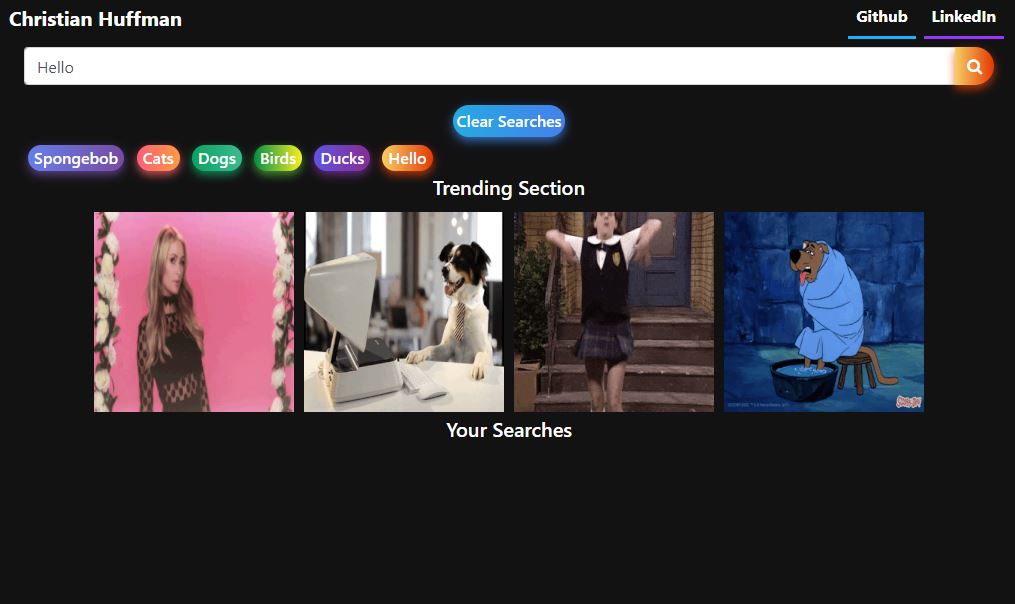 Christian Huffman
Github
LinkedIn
Hello
Clear Searches
Spongebob
Cats
Dogs
Birds
Ducks
Hello
Trending Section
Your Searches